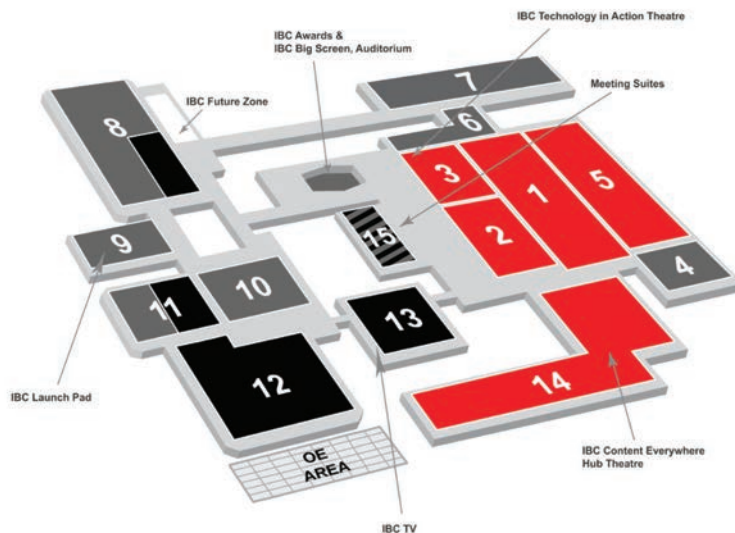 IBC Technology in Action Theatre
IBC Awards &
IBC Big Screen, Auditorium
7
Meeting Suites
IBC Future Zone
8
6
3
1
5
15
2
9
4
10
11
13
12
14
IBC Launch Pad
OE
AREA
IBC Content Everywhere
Hub Theatre
IBC TV